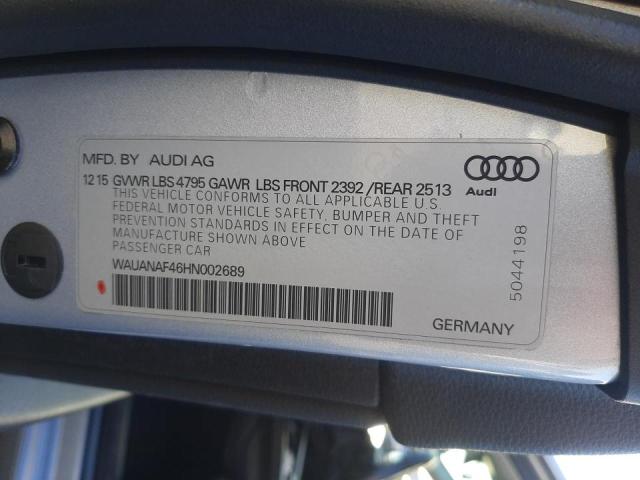 MFD. BY AUDI AG
12 15 GVWR LBS 4795 GAWR LBS FRONT 2392 /REAR 2513
THIS VEHICLE CONFORMS TO ALL APPLICABLE U.S.
FEDERAL MOTOR VEHICLE SAFETY, BUMPER AND THEFT
PREVENTION STANDARDS IN EFFECT ON THE DATE OF
MANUFACTURE SHOWN ABOVE
PASSENGER CAR
WAUANAF46HN002689
Audi
5044198
GERMANY